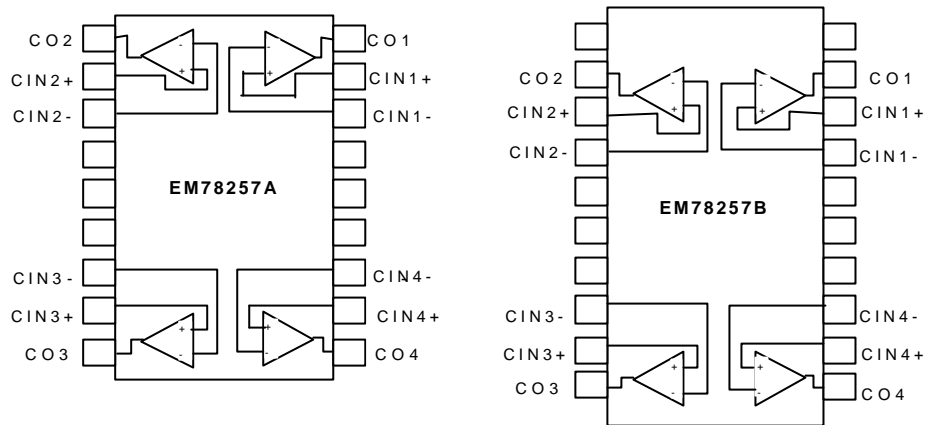 CO2
CIN2+
CIN2-
CIN3-
CIN3+
CO3
EM78257A
CO1
CIN1+
CIN1-
CIN4-
CIN4+
CO4
- +
- +
+ -
+ -
CO2
CIN2+
CIN2-
CIN3-
CIN3+
CO3
EM78257B
CO1
CIN1+
CIN1-
CIN4-
CIN4+
CO4
- +
- +
+ -
+ -